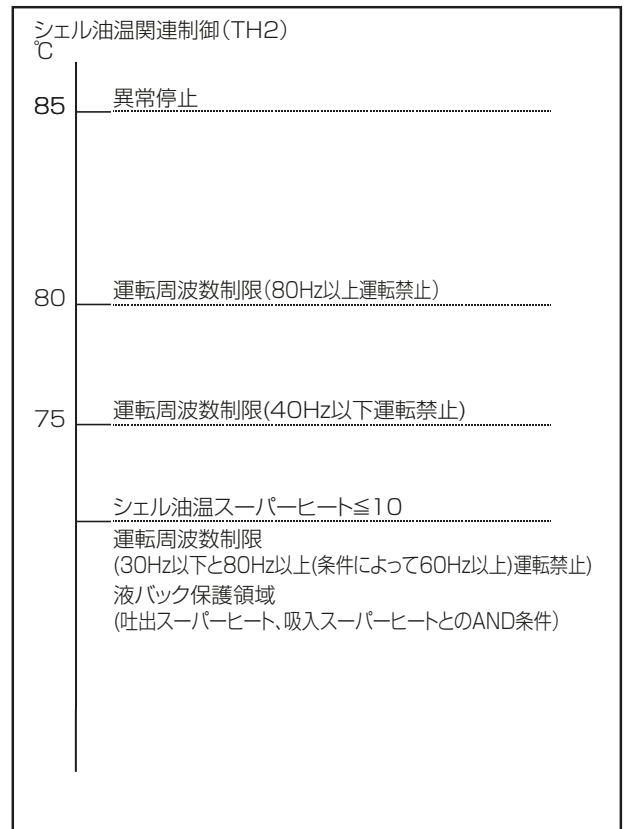 シェル油温関連制御(TH2)
℃
85
異常停止
80
運転周波数制限(80Hz以上運転禁止)
75
運転周波数制限(40Hz以下運転禁止)
シェル油温スーパーヒート≦10
運転周波数制限
(30Hz以下と80Hz以上(条件によって60Hz以上)運転禁止)
液バック保護領域
(吐出スーパーヒート、吸入スーパーヒートとのAND条件)